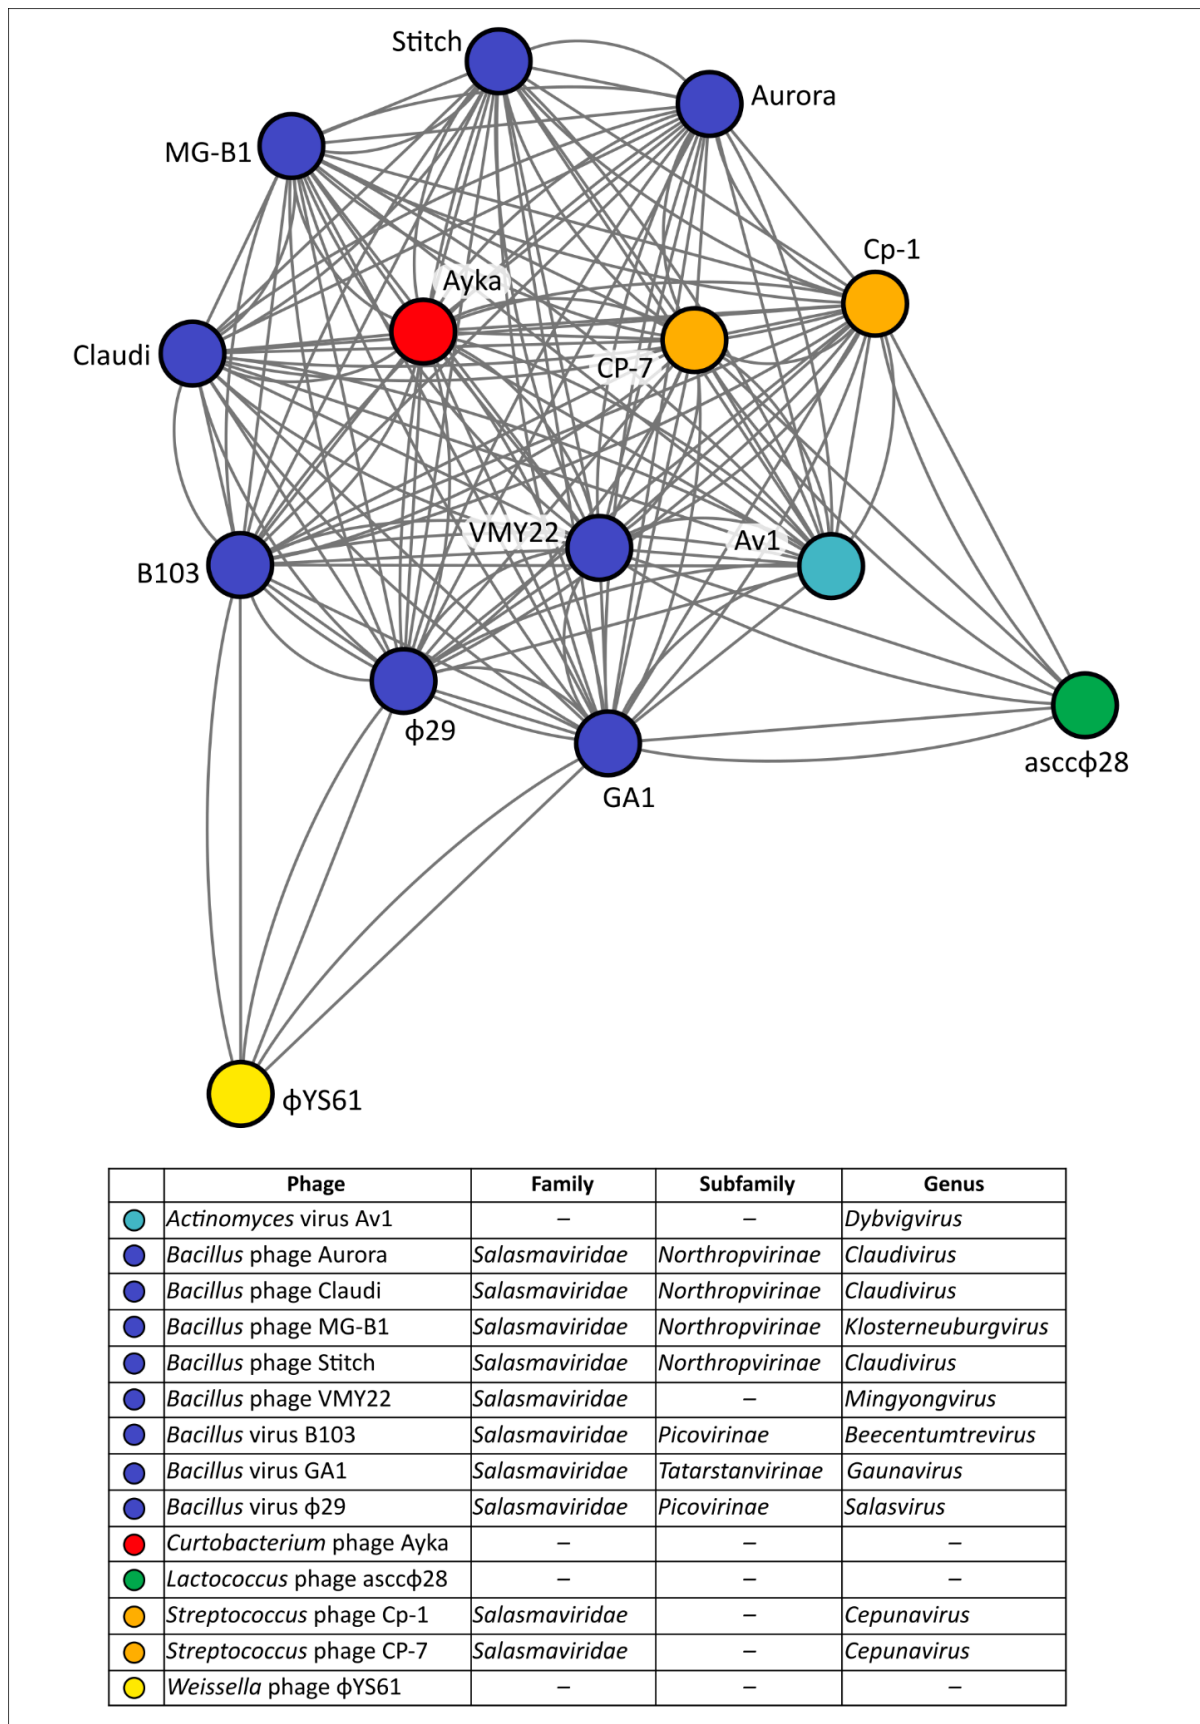 Stitch
Aurora
MG-B1
Cp-1
Ayka
Claudi
CP-7
VMY22
Av1
B103
ϕ29
asccϕ28
GA1
ϕYS61
Phage Family Subfamily Genus
Actinomyces virus Av1 – – Dybvigvirus
Bacillus phage Aurora Salasmaviridae Northropvirinae Claudivirus
Bacillus phage Claudi Salasmaviridae Northropvirinae Claudivirus
Bacillus phage MG-B1 Salasmaviridae Northropvirinae Klosterneuburgvirus
Bacillus phage Stitch Salasmaviridae Northropvirinae Claudivirus
Bacillus phage VMY22 Salasmaviridae – Mingyongvirus
Bacillus virus B103 Salasmaviridae Picovirinae Beecentumtrevirus
Bacillus virus GA1 Salasmaviridae Tatarstanvirinae Gaunavirus
Bacillus virus ϕ29 Salasmaviridae Picovirinae Salasvirus
Curtobacterium phage Ayka – – –
Lactococcus phage asccϕ28 – – –
Streptococcus phage Cp-1 Salasmaviridae – Cepunavirus
Streptococcus phage CP-7 Salasmaviridae – Cepunavirus
Weissella phage ϕYS61 – – –